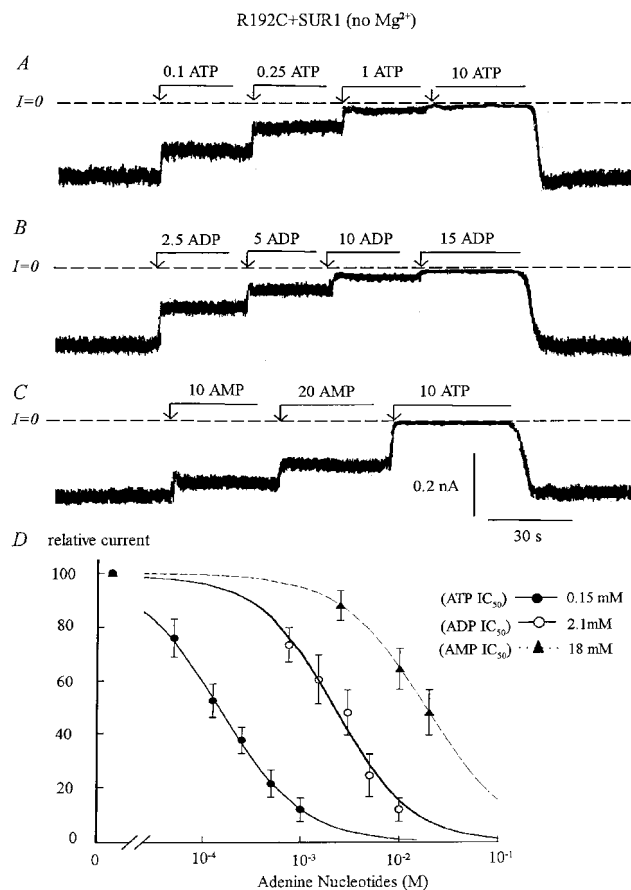 R192C+SUR1 (no Mg²⁺)
A
0.1 ATP 0.25 ATP 1 ATP 10 ATP
I=0
B
2.5 ADP 5 ADP 10 ADP 15 ADP
I=0
C
10 AMP 20 AMP 10 ATP
I=0
0.2 nA
30 s
D relative current
100
80
60
40
20
0
(ATP IC₅₀) 0.15 mM
(ADP IC₅₀) 2.1mM
(AMP IC₅₀) 18 mM
0 10⁻⁴ 10⁻³ 10⁻² 10⁻¹
Adenine Nucleotides (M)